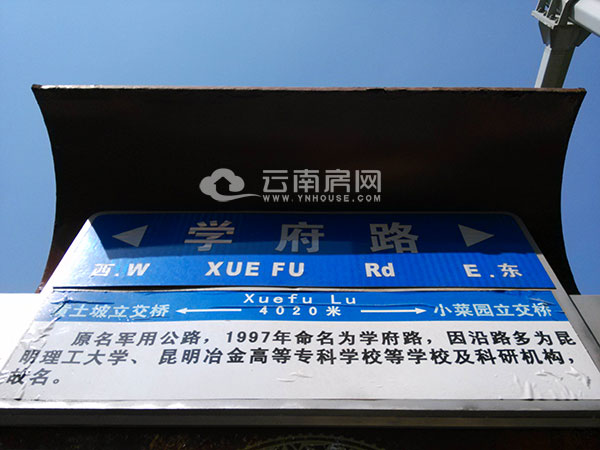 云南房网
WWW.YNHOUSE.COM
学府路
西.W XUE FU Rd E.东
Xuefu Lu
土坡立交桥 4020米 小菜园立交桥
原名军用公路，1997年命名为学府路，因沿路多为昆
明理工大学、昆明冶金高等专科学校等学校及科研机构，
故名。